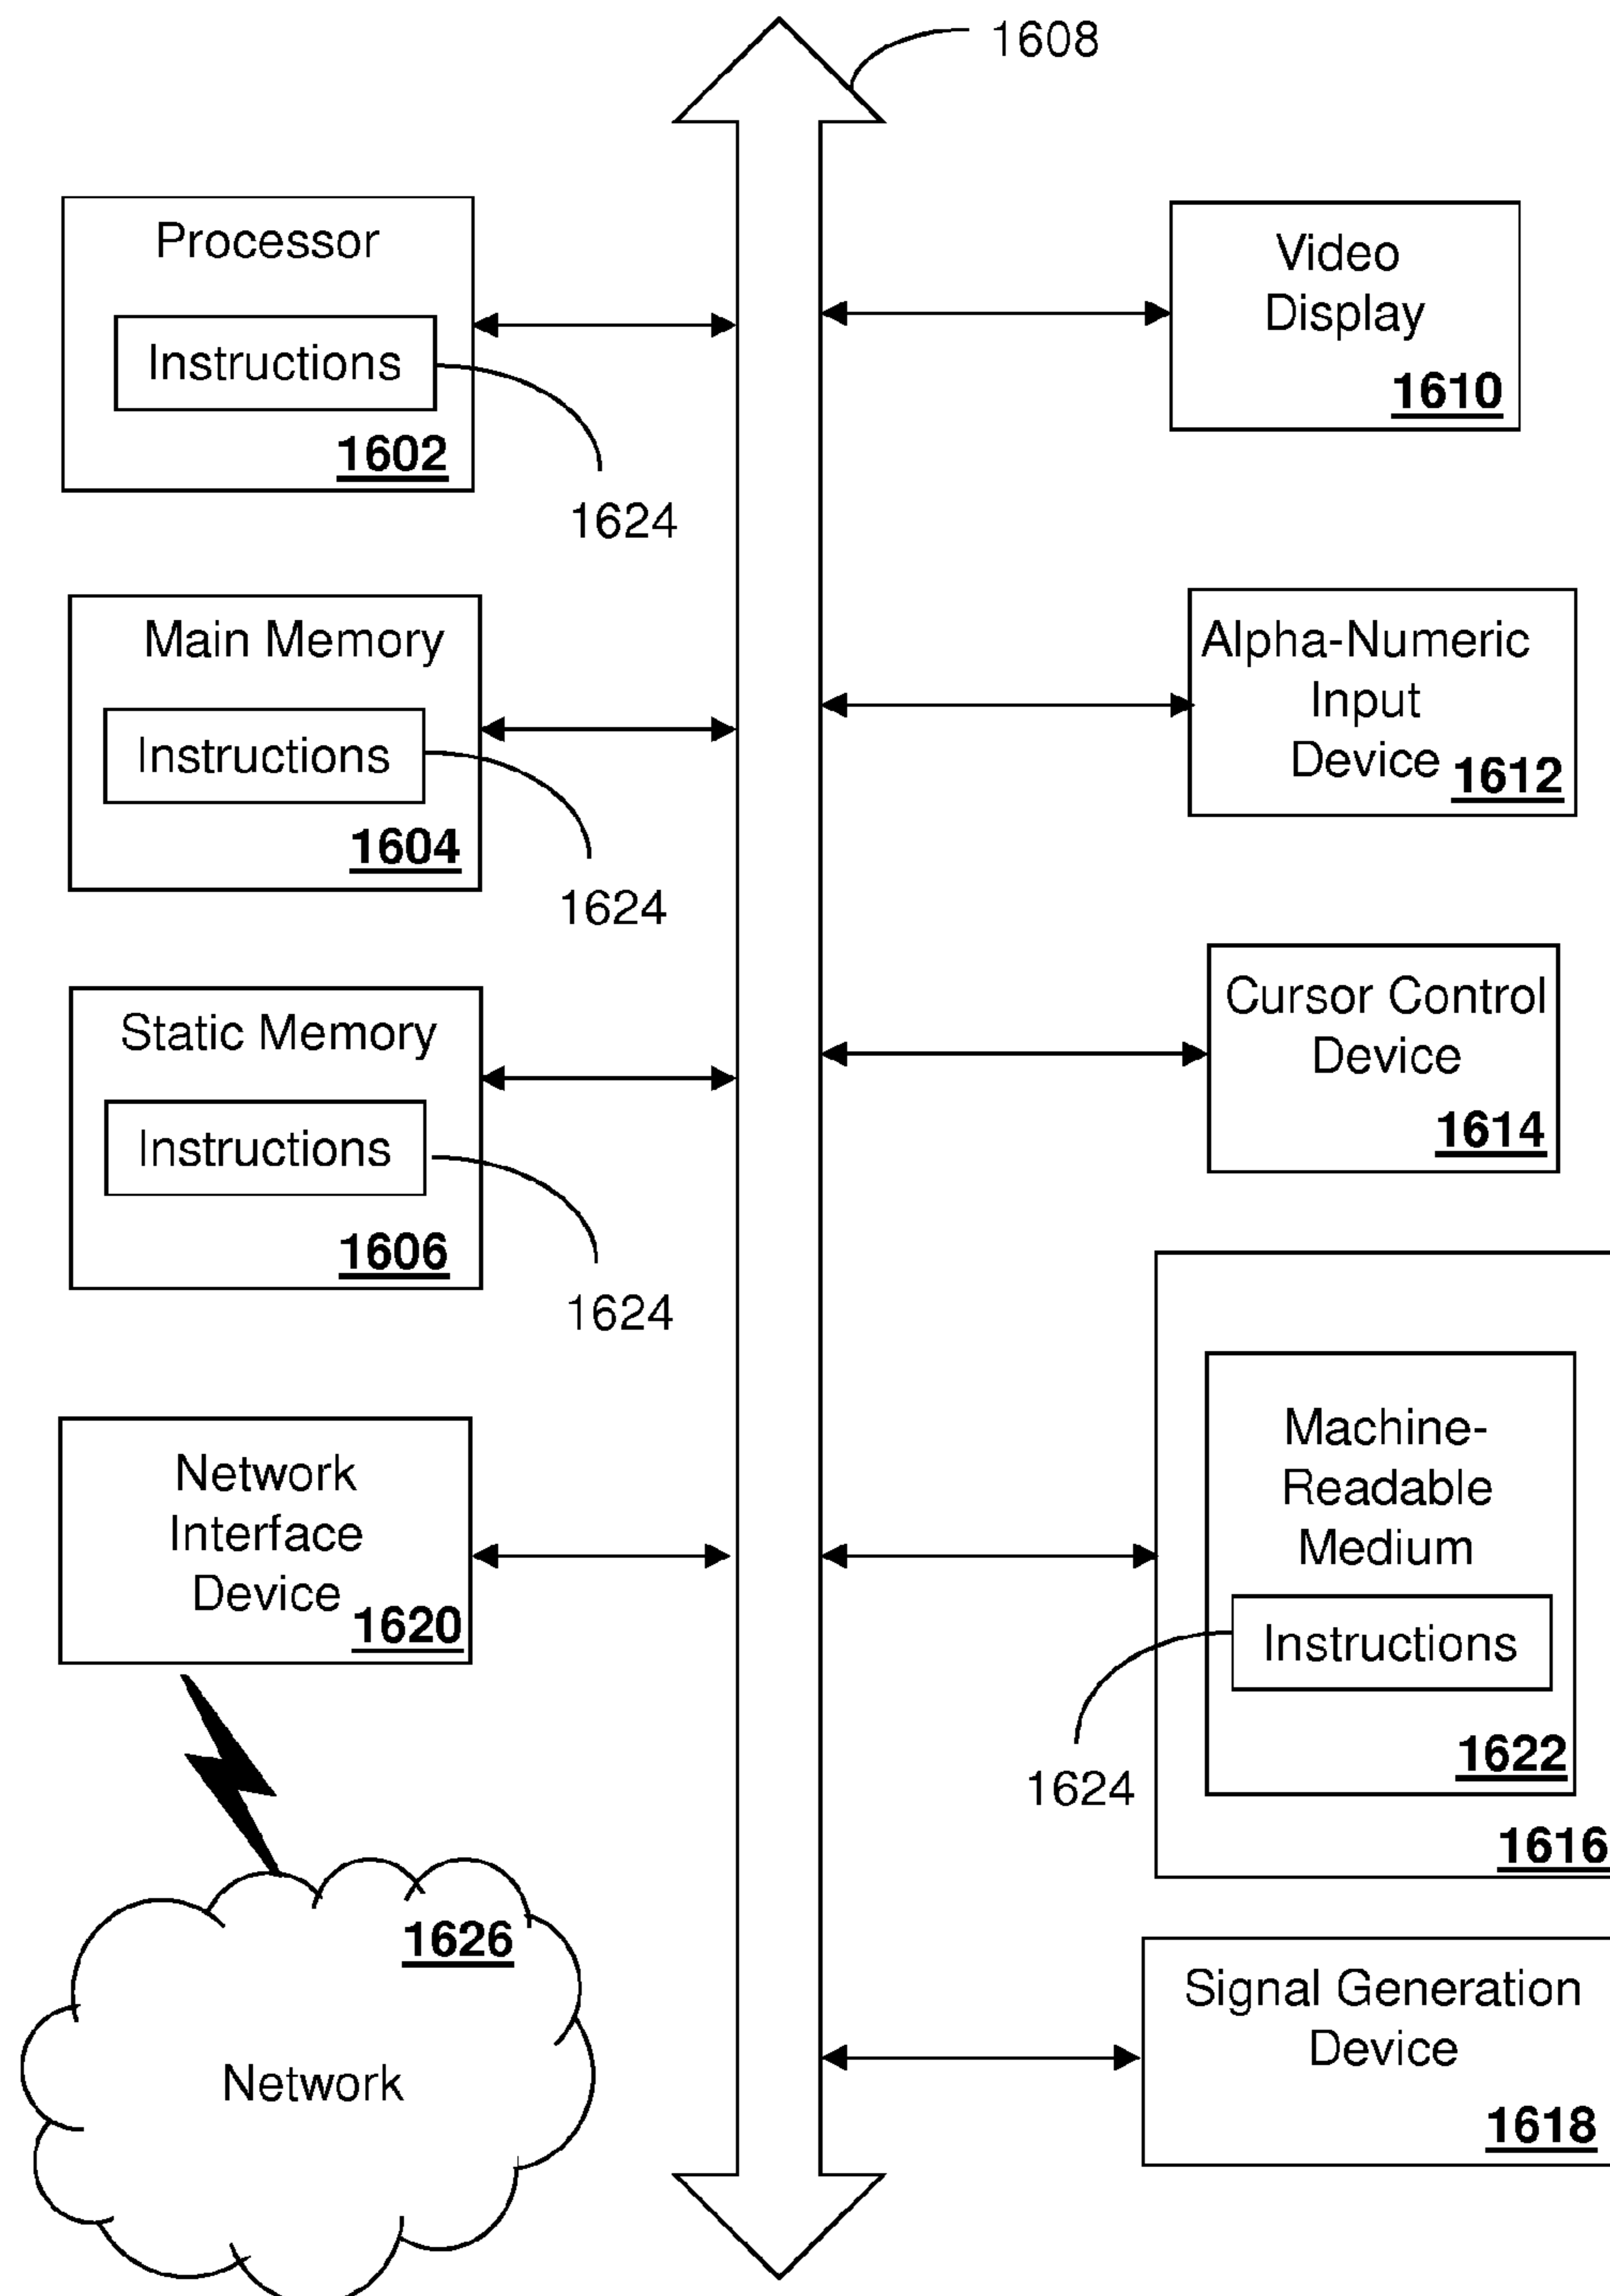 1608
Processor
Instructions
1602
1624
Main Memory
Instructions
1604
1624
Static Memory
Instructions
1606
1624
Network
Interface
Device
1620
1626
Network
Video
Display
1610
Alpha-Numeric
Input
Device
1612
Cursor Control
Device
1614
Machine-
Readable
Medium
Instructions
1622
1624
1616
Signal Generation
Device
1618